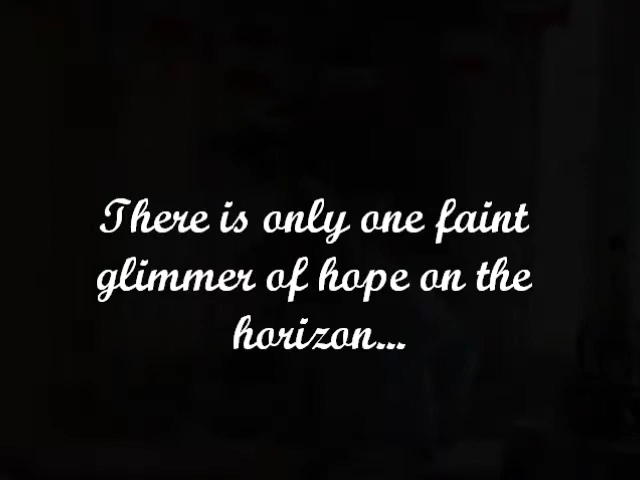 There is only one faint
glimmer of hope on the
horizon...